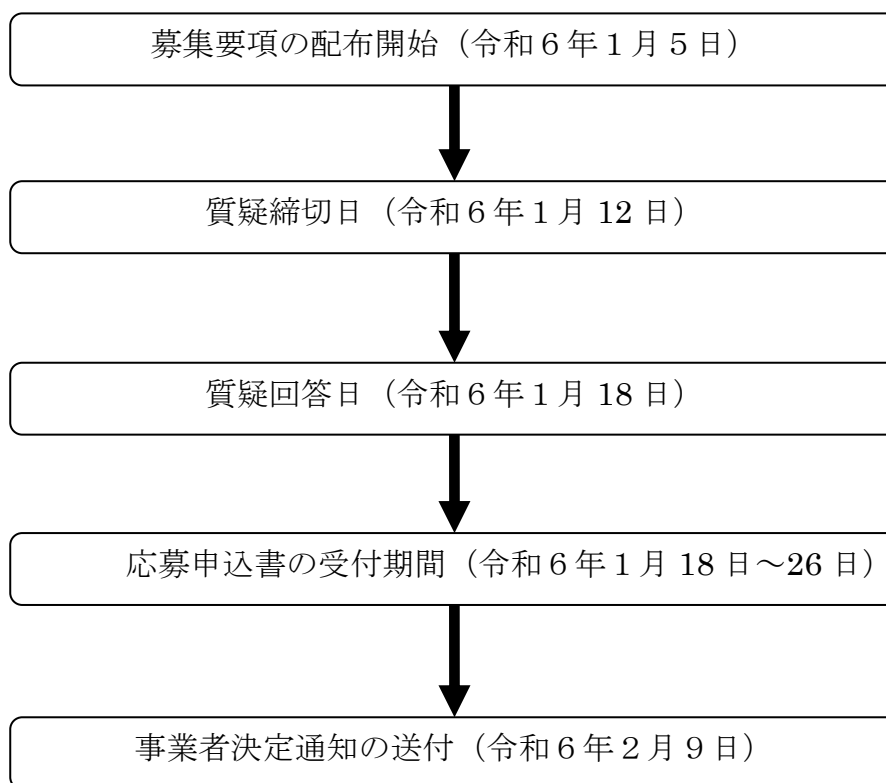 募集要項の配布開始（令和６年１月５日）
質疑締切日（令和６年１月 12 日）
質疑回答日（令和６年１月 18 日）
応募申込書の受付期間（令和６年１月 18 日～26 日）
事業者決定通知の送付（令和６年２月９日）